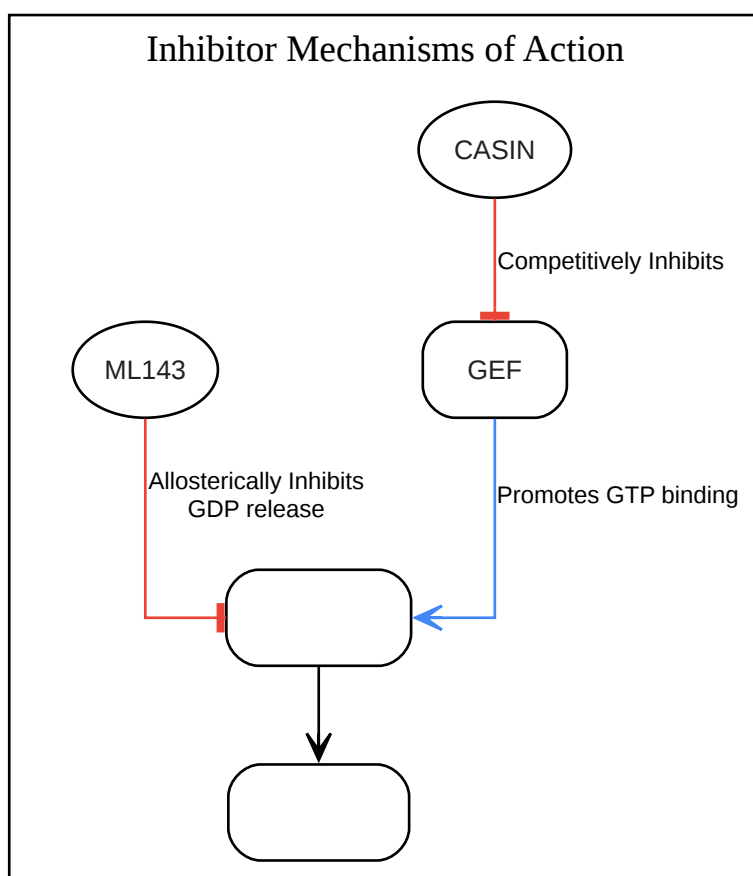 Inhibitor Mechanisms of Action
CASIN
Competitively Inhibits
ML143
GEF
Allosterically Inhibits
GDP release
Promotes GTP binding